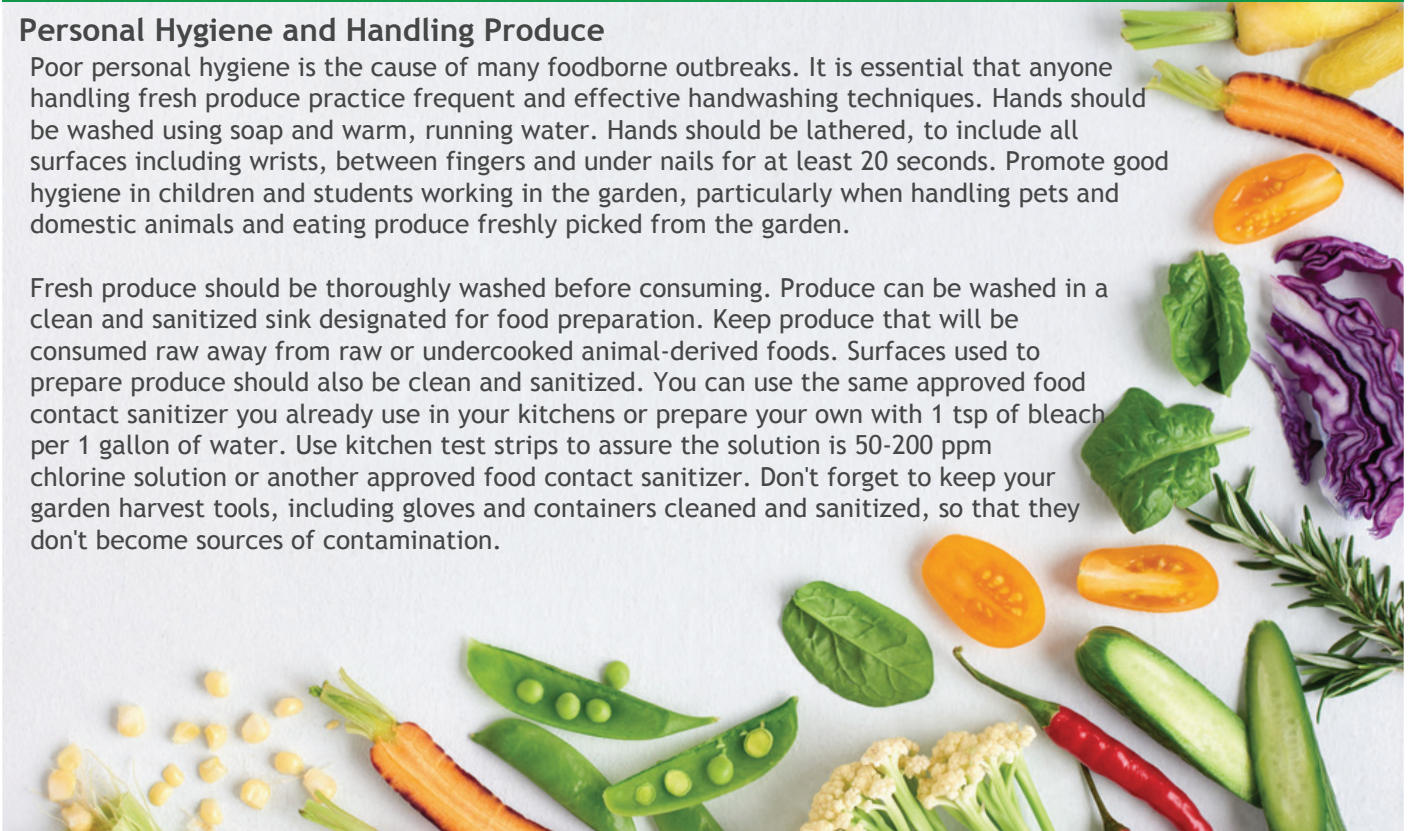 Personal Hygiene and Handling Produce
Poor personal hygiene is the cause of many foodborne outbreaks. It is essential that anyone
handling fresh produce practice frequent and effective handwashing techniques. Hands should
be washed using soap and warm, running water. Hands should be lathered, to include all
surfaces including wrists, between fingers and under nails for at least 20 seconds. Promote good
hygiene in children and students working in the garden, particularly when handling pets and
domestic animals and eating produce freshly picked from the garden.
Fresh produce should be thoroughly washed before consuming. Produce can be washed in a
clean and sanitized sink designated for food preparation. Keep produce that will be
consumed raw away from raw or undercooked animal-derived foods. Surfaces used to
prepare produce should also be clean and sanitized. You can use the same approved food
contact sanitizer you already use in your kitchens or prepare your own with 1 tsp of bleach
per 1 gallon of water. Use kitchen test strips to assure the solution is 50-200 ppm
chlorine solution or another approved food contact sanitizer. Don't forget to keep your
garden harvest tools, including gloves and containers cleaned and sanitized, so that they
don't become sources of contamination.